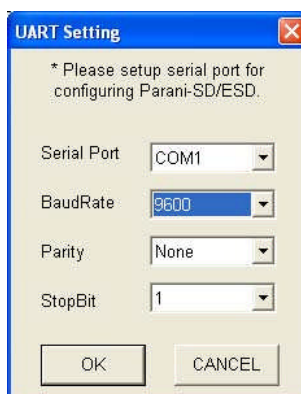 UART Setting
* Please setup serial port for
configuring Parani-SD/ESD.
Serial Port COM1
BaudRate 9600
Parity None
StopBit 1
OK CANCEL